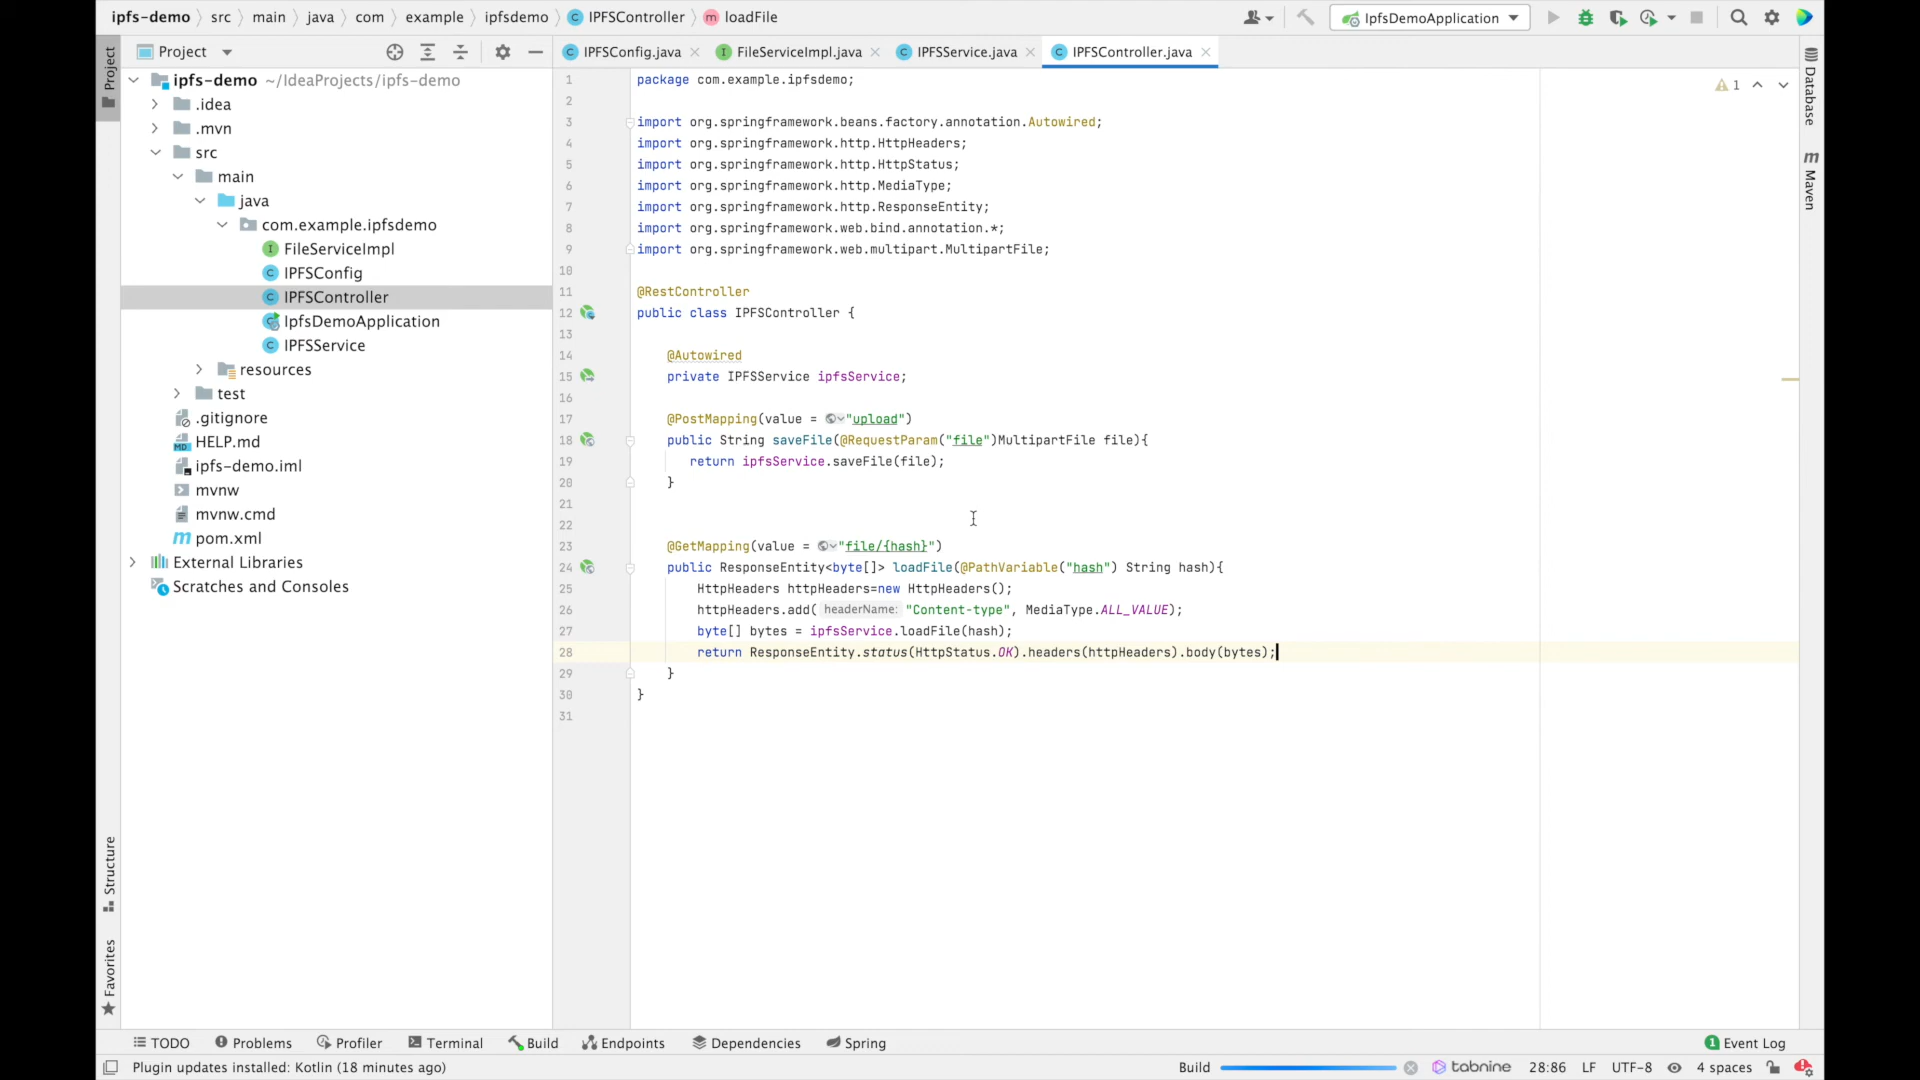 ipfs-demo src main java com example ipfsdemo IPFSController loadFile
IpfsDemoApplication
Project
IPFSConfig.java FileServiceImpl.java IPFSService.java IPFSController.java
Project
ipfs-demo ~/IdeaProjects/ipfs-demo
.idea
.mvn
src
main
java
com.example.ipfsdemo
FileServiceImpl
IPFSConfig
IPFSController
IpfsDemoApplication
IPFSService
resources
test
.gitignore
HELP.md
ipfs-demo.iml
mvnw
mvnw.cmd
pom.xml
External Libraries
Scratches and Consoles
Structure
Favorites
1 package com.example.ipfsdemo;
2
3 import org.springframework.beans.factory.annotation.Autowired;
4 import org.springframework.http.HttpHeaders;
5 import org.springframework.http.HttpStatus;
6 import org.springframework.http.MediaType;
7 import org.springframework.http.ResponseEntity;
8 import org.springframework.web.bind.annotation.*;
9 import org.springframework.web.multipart.MultipartFile;
10
11 @RestController
12 public class IPFSController {
13
14 @Autowired
15 private IPFSService ipfsService;
16
17 @PostMapping(value = "upload")
18 public String saveFile(@RequestParam("file")MultipartFile file){
19 return ipfsService.saveFile(file);
20 }
21
22
23 @GetMapping(value = "file/{hash}")
24 public ResponseEntity<byte[]> loadFile(@PathVariable("hash") String hash){
25 HttpHeaders httpHeaders=new HttpHeaders();
26 httpHeaders.add( headerName: "Content-type", MediaType.ALL_VALUE);
27 byte[] bytes = ipfsService.loadFile(hash);
28 return ResponseEntity.status(HttpStatus.OK).headers(httpHeaders).body(bytes);
29 }
30 }
31
1
Database
m Maven
TODO Problems Profiler Terminal Build Endpoints Dependencies Spring 1 Event Log
Plugin updates installed: Kotlin (18 minutes ago) Build tabnine 28:86 LF UTF-8 4 spaces